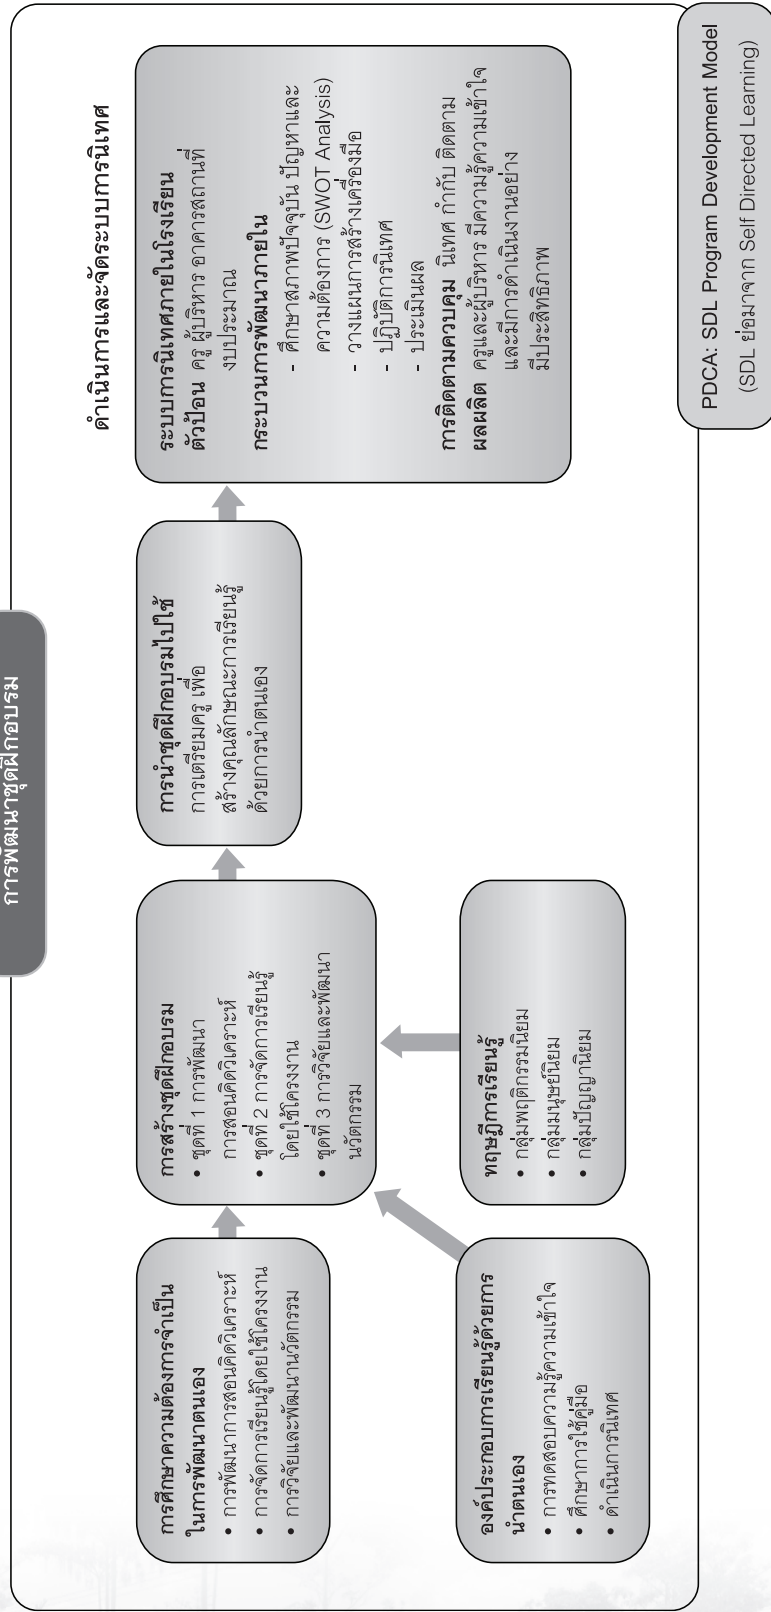 การพัฒนาชุดฝึกอบรม
การศึกษาความต้องการจำเป็น
ในการพัฒนาตนเอง
• การพัฒนาการสอนคิดวิเคราะห์
• การจัดการเรียนรู้โดยใช้โครงงาน
• การวิจัยและพัฒนานวัตกรรม
องค์ประกอบการเรียนรู้ด้วยการ
นำตนเอง
• การทดสอบความรู้ความเข้าใจ
• ศึกษาการใช้คู่มือ
• ดำเนินการนิเทศ
การสร้างชุดฝึกอบรม
• ชุดที่ 1 การพัฒนา
การสอนคิดวิเคราะห์
• ชุดที่ 2 การจัดการเรียนรู้
โดยใช้โครงงาน
• ชุดที่ 3 การวิจัยและพัฒนา
นวัตกรรม
ทฤษฎีการเรียนรู้
• กลุ่มพฤติกรรมนิยม
• กลุ่มมนุษย์นิยม
• กลุ่มปัญญานิยม
การนำชุดฝึกอบรมไปใช้
การเตรียมครู เพื่อ
สร้างคุณลักษณะการเรียนรู้
ด้วยการนำตนเอง
ดำเนินการและจัดระบบการนิเทศ
ระบบการนิเทศภายในโรงเรียน
ตัวป้อน ครู ผู้บริหาร อาคารสถานที่
งบประมาณ
กระบวนการพัฒนาภายใน
- ศึกษาสภาพปัจจุบัน ปัญหาและ
ความต้องการ (SWOT Analysis)
- วางแผนการสร้างเครื่องมือ
- ปฏิบัติการนิเทศ
- ประเมินผล
การติดตามควบคุม นิเทศ กำกับ ติดตาม
ผลผลิต ครูและผู้บริหาร มีความรู้ความเข้าใจ
และมีการดำเนินงานอย่าง
มีประสิทธิภาพ
PDCA: SDL Program Development Model
(SDL ย่อมาจาก Self Directed Learning)